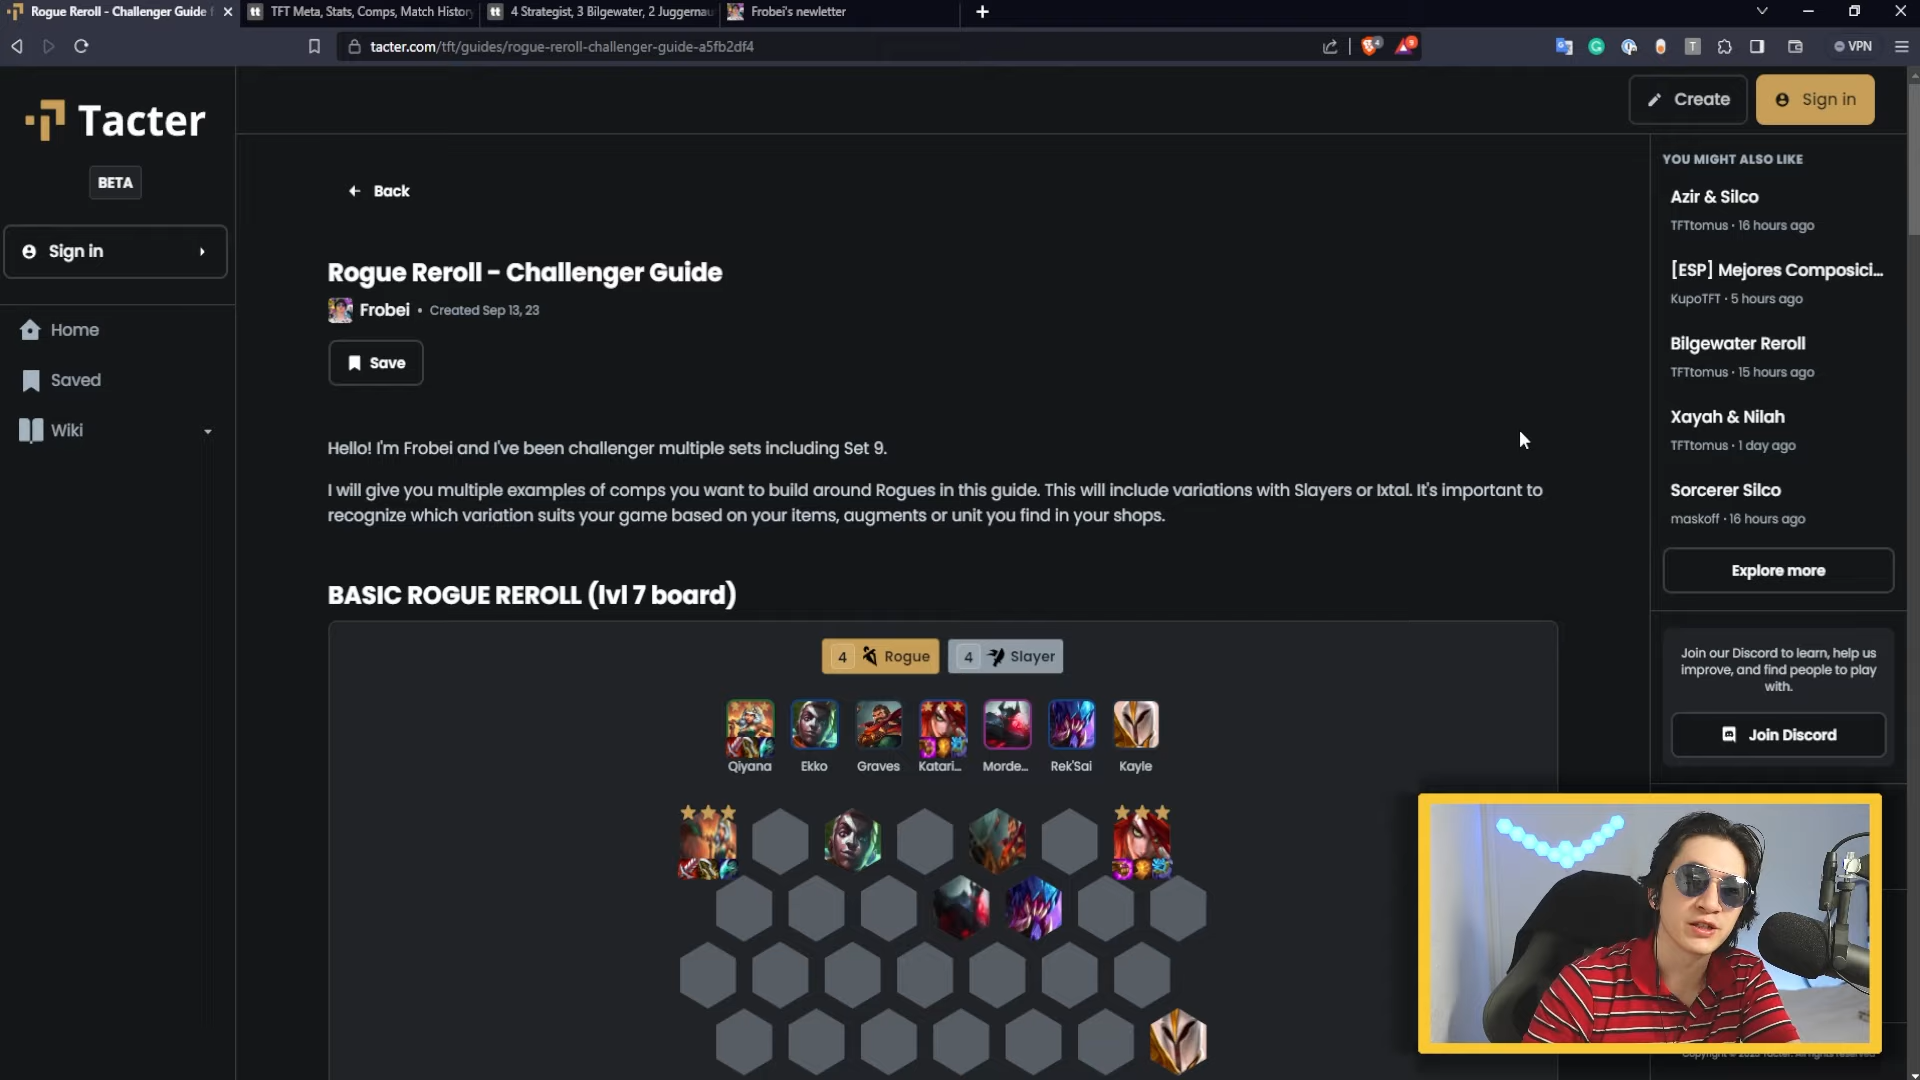 Rogue Reroll - Challenger Guide
TFT Meta, Stats, Comps, Match History
4 Strategist, 3 Bilgewater, 2 Juggernau
Frobei's newletter
tacter.com/tft/guides/rogue-reroll-challenger-guide-a5fb2df4
VPN
Tacter
BETA
Sign in
Home
Saved
Wiki
Create
Sign in
Back
Rogue Reroll - Challenger Guide
Frobei • Created Sep 13, 23
Save
Hello! I'm Frobei and I've been challenger multiple sets including Set 9.
I will give you multiple examples of comps you want to build around Rogues in this guide. This will include variations with Slayers or Ixtal. It's important to
recognize which variation suits your game based on your items, augments or unit you find in your shops.
BASIC ROGUE REROLL (lvl 7 board)
4 Rogue
4 Slayer
Qiyana
Ekko
Graves
Katari...
Morde...
Rek'Sai
Kayle
YOU MIGHT ALSO LIKE
Azir & Silco
TFTtomus • 16 hours ago
[ESP] Mejores Composici...
KupoTFT • 5 hours ago
Bilgewater Reroll
TFTtomus • 15 hours ago
Xayah & Nilah
TFTtomus • 1 day ago
Sorcerer Silco
maskoff • 16 hours ago
Explore more
Join our Discord to learn, help us
improve, and find people to play
with.
Join Discord